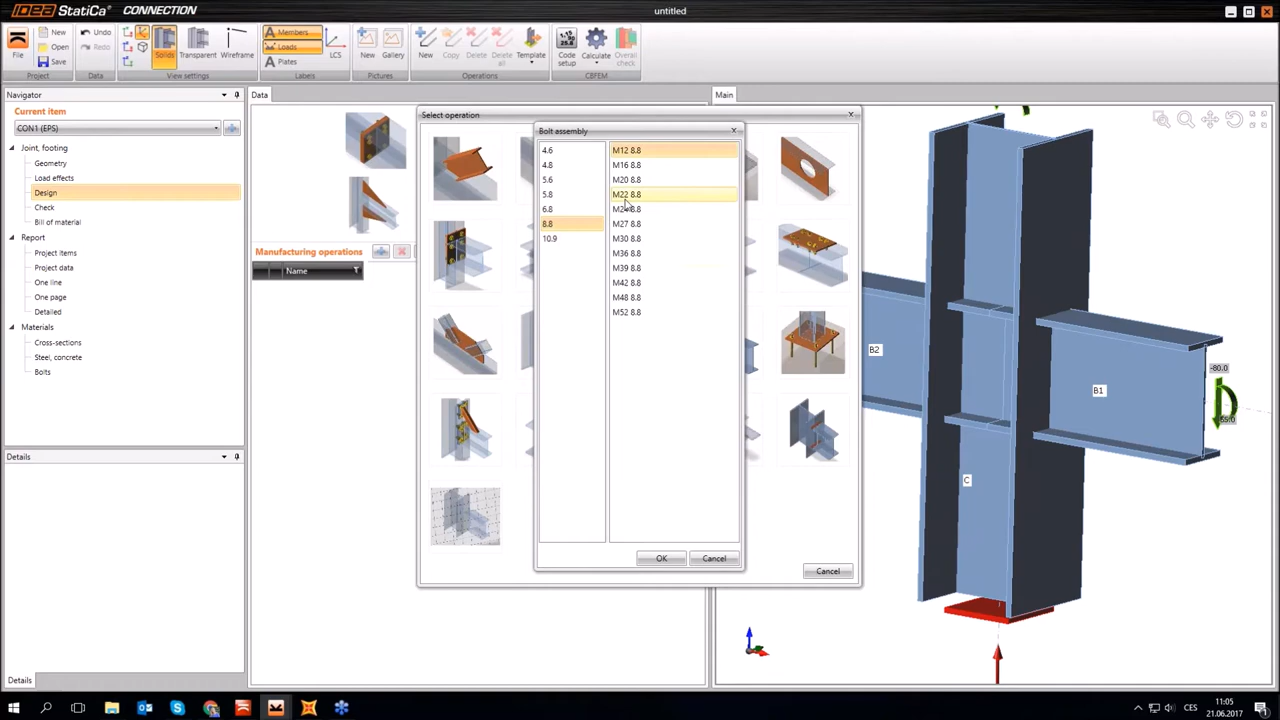 IDEA StatiCa® CONNECTION
untitled
File
New
Open
Save
Project
Undo
Redo
Data
Solids
Transparent
Wireframe
View settings
Members
Loads
Plates
LCS
Labels
New
Gallery
Pictures
New
Copy
Delete
Delete all
Template
Operations
Code setup
Calculate
Overall check
CBFEM
Navigator
Data
Main
Current item
CON1 (EPS)
Joint, footing
Geometry
Load effects
Design
Check
Bill of material
Report
Project items
Project data
One line
One page
Detailed
Materials
Cross-sections
Steel, concrete
Bolts
Details
Details
Manufacturing operations
Name
Select operation
Bolt assembly
4.6
4.8
5.6
5.8
6.8
8.8
10.9
M12 8.8
M16 8.8
M20 8.8
M22 8.8
M24 8.8
M27 8.8
M30 8.8
M36 8.8
M39 8.8
M42 8.8
M48 8.8
M52 8.8
OK
Cancel
Cancel
B2
B1
C
-80.0
CES
11:05
21.06.2017